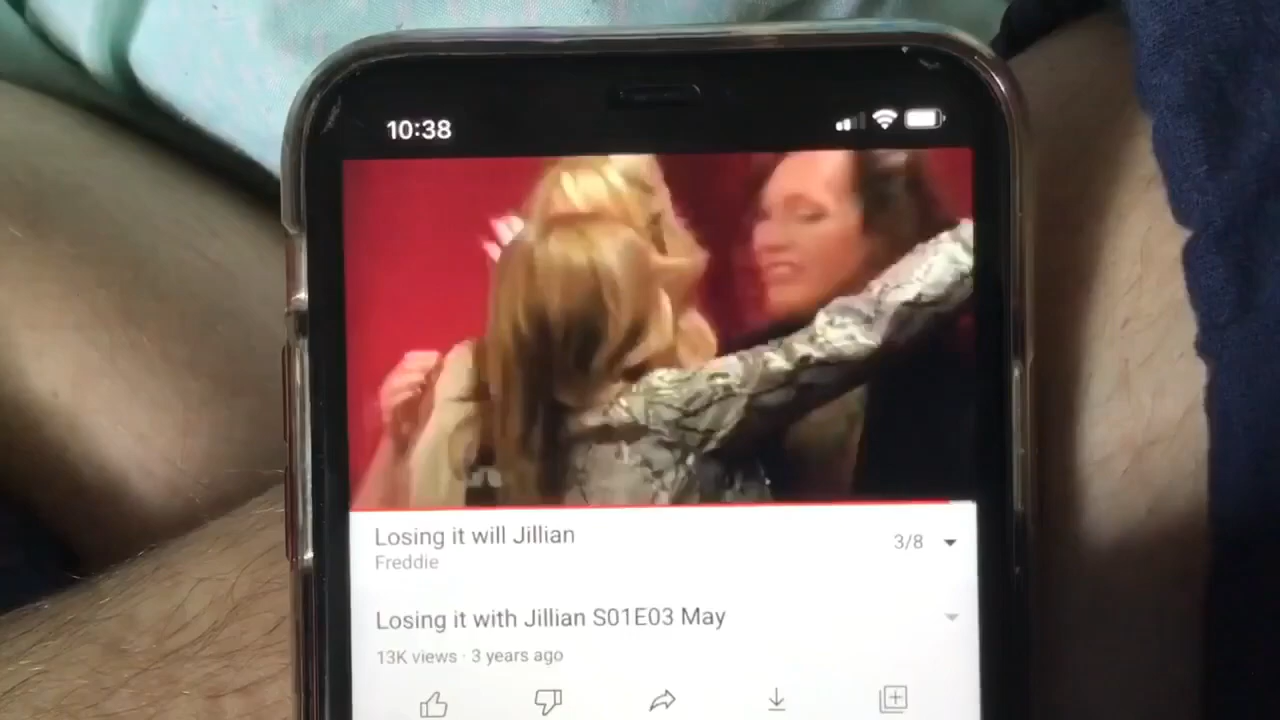 10:38
Losing it will Jillian
Freddie
3/8
Losing it with Jillian S01E03 May
13K views · 3 years ago